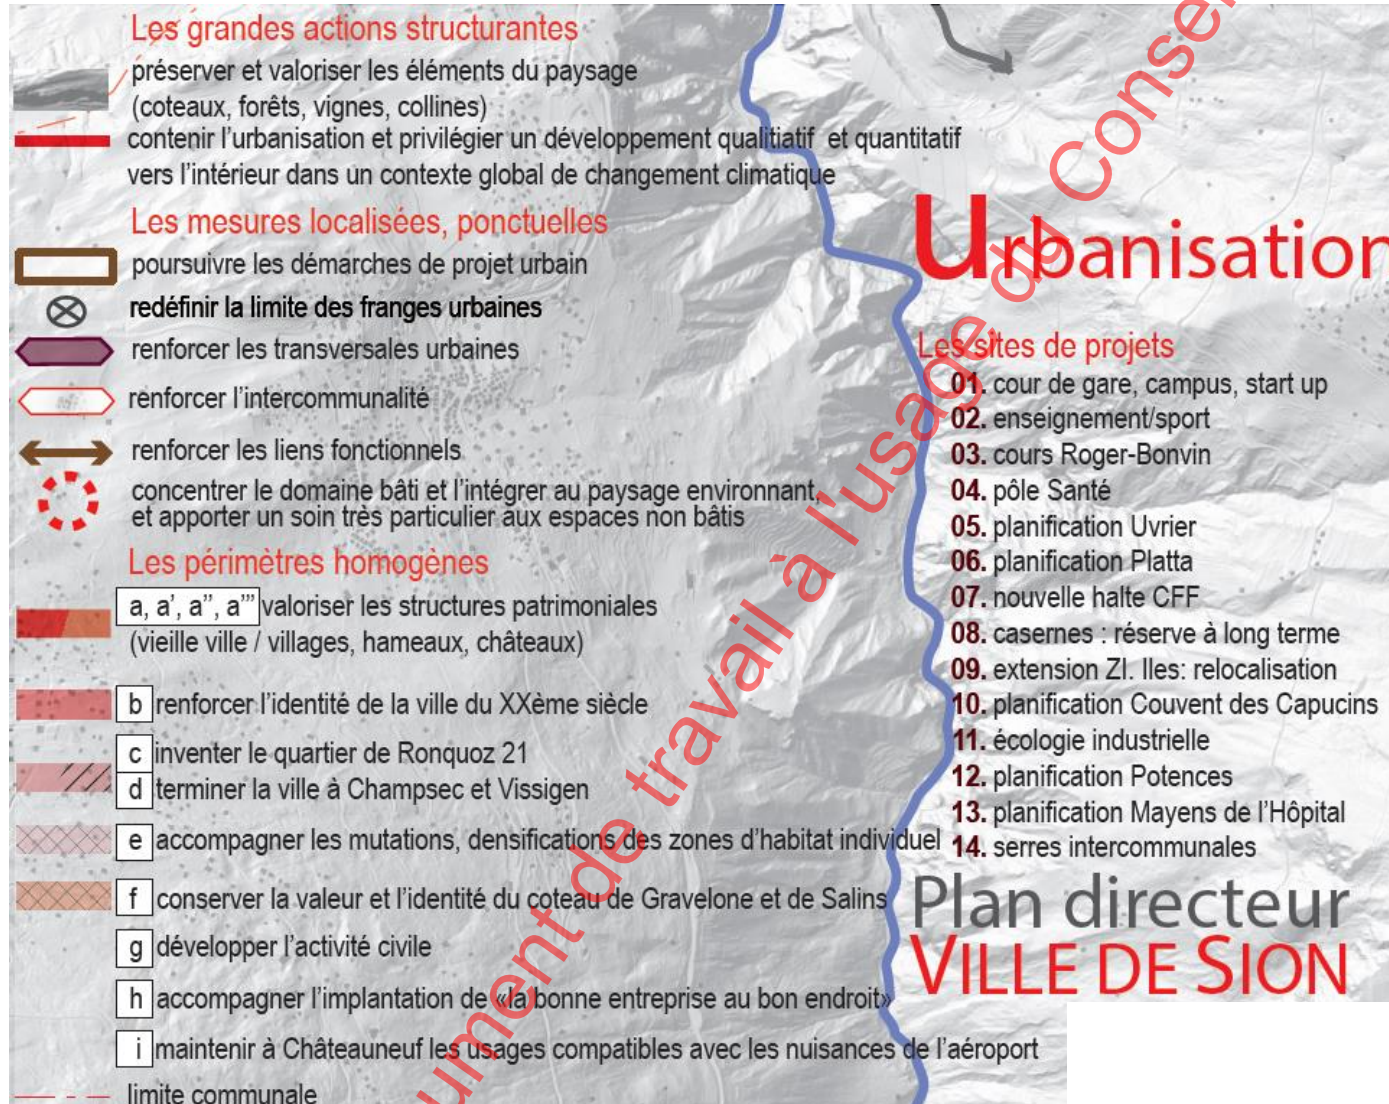 Les grandes actions structurantes
préserver et valoriser les éléments du paysage
(coteaux, forêts, vignes, collines)
contenir l'urbanisation et privilégier un développement qualitiatif et quantitatif
vers l'intérieur dans un contexte global de changement climatique
Les mesures localisées, ponctuelles
poursuivre les démarches de projet urbain
redéfinir la limite des franges urbaines
renforcer les transversales urbaines
renforcer l'intercommunalité
renforcer les liens fonctionnels
concentrer le domaine bâti et l'intégrer au paysage environnant,
et apporter un soin très particulier aux espaces non bâtis
Les périmètres homogènes
a, a', a'', a''' valoriser les structures patrimoniales
(vieille ville / villages, hameaux, châteaux)
b renforcer l'identité de la ville du XXème siècle
c inventer le quartier de Ronquoz 21
d terminer la ville à Champsec et Vissigen
e accompagner les mutations, densifications des zones d'habitat individuel
f conserver la valeur et l'identité du coteau de Gravelone et de Salins
g développer l'activité civile
h accompagner l'implantation de «la bonne entreprise au bon endroit»
i maintenir à Châteauneuf les usages compatibles avec les nuisances de l'aéroport
limite communale
Urbanisation
Les sites de projets
01. cour de gare, campus, start up
02. enseignement/sport
03. cours Roger-Bonvin
04. pôle Santé
05. planification Uvrier
06. planification Platta
07. nouvelle halte CFF
08. casernes : réserve à long terme
09. extension ZI. Iles: relocalisation
10. planification Couvent des Capucins
11. écologie industrielle
12. planification Potences
13. planification Mayens de l'Hôpital
14. serres intercommunales
Plan directeur
VILLE DE SION
ument de travail à l'usage du Conse